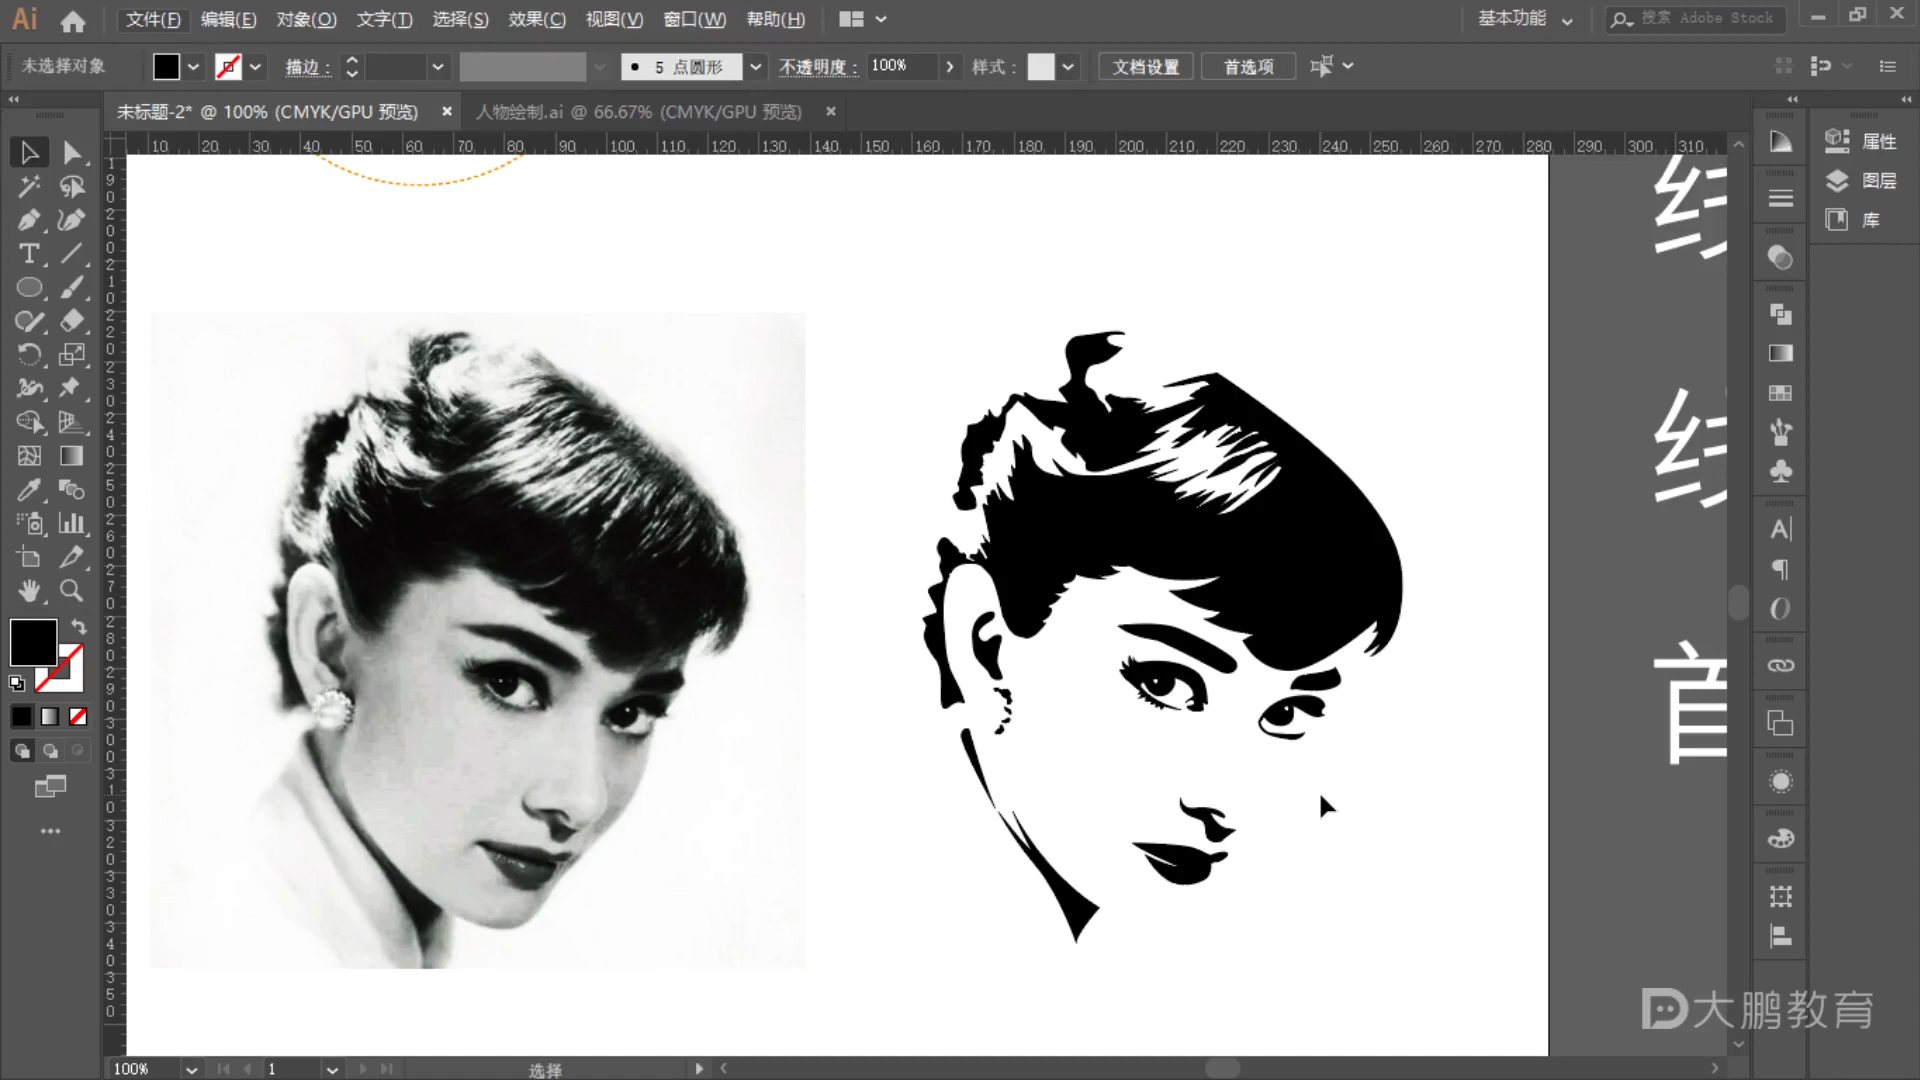 Ai 文件(F) 编辑(E) 对象(O) 文字(T) 选择(S) 效果(C) 视图(V) 窗口(W) 帮助(H) 基本功能 搜索 Adobe Stock
未选择对象 描边： 5 点圆形 不透明度： 100% 样式： 文档设置 首选项
未标题-2* @ 100% (CMYK/GPU 预览) × 人物绘制.ai @ 66.67% (CMYK/GPU 预览) ×
10 20 30 40 50 60 70 80 90 100 110 120 130 140 150 160 170 180 190 200 210 220 230 240 250 260 270 280 290 300 310
属性
图层
库
首
大鹏教育
100% 1 选择